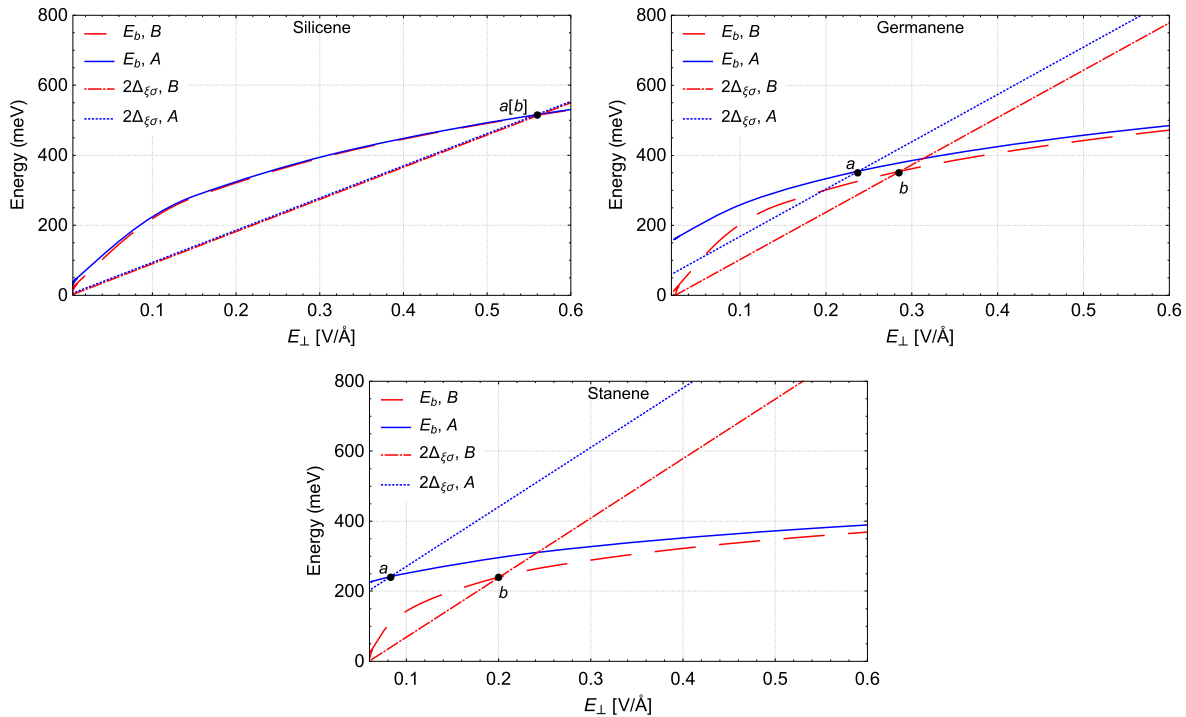 Silicene
E_b, B
E_b, A
2Δ_ξσ, B
2Δ_ξσ, A
a[b]
Energy (meV)
800
600
400
200
0
0.1 0.2 0.3 0.4 0.5 0.6
E_⊥ [V/Å]
Germanene
E_b, B
E_b, A
2Δ_ξσ, B
2Δ_ξσ, A
a
b
Energy (meV)
800
600
400
200
0
0.1 0.2 0.3 0.4 0.5 0.6
E_⊥ [V/Å]
Stanene
E_b, B
E_b, A
2Δ_ξσ, B
2Δ_ξσ, A
a
b
Energy (meV)
800
600
400
200
0
0.1 0.2 0.3 0.4 0.5 0.6
E_⊥ [V/Å]